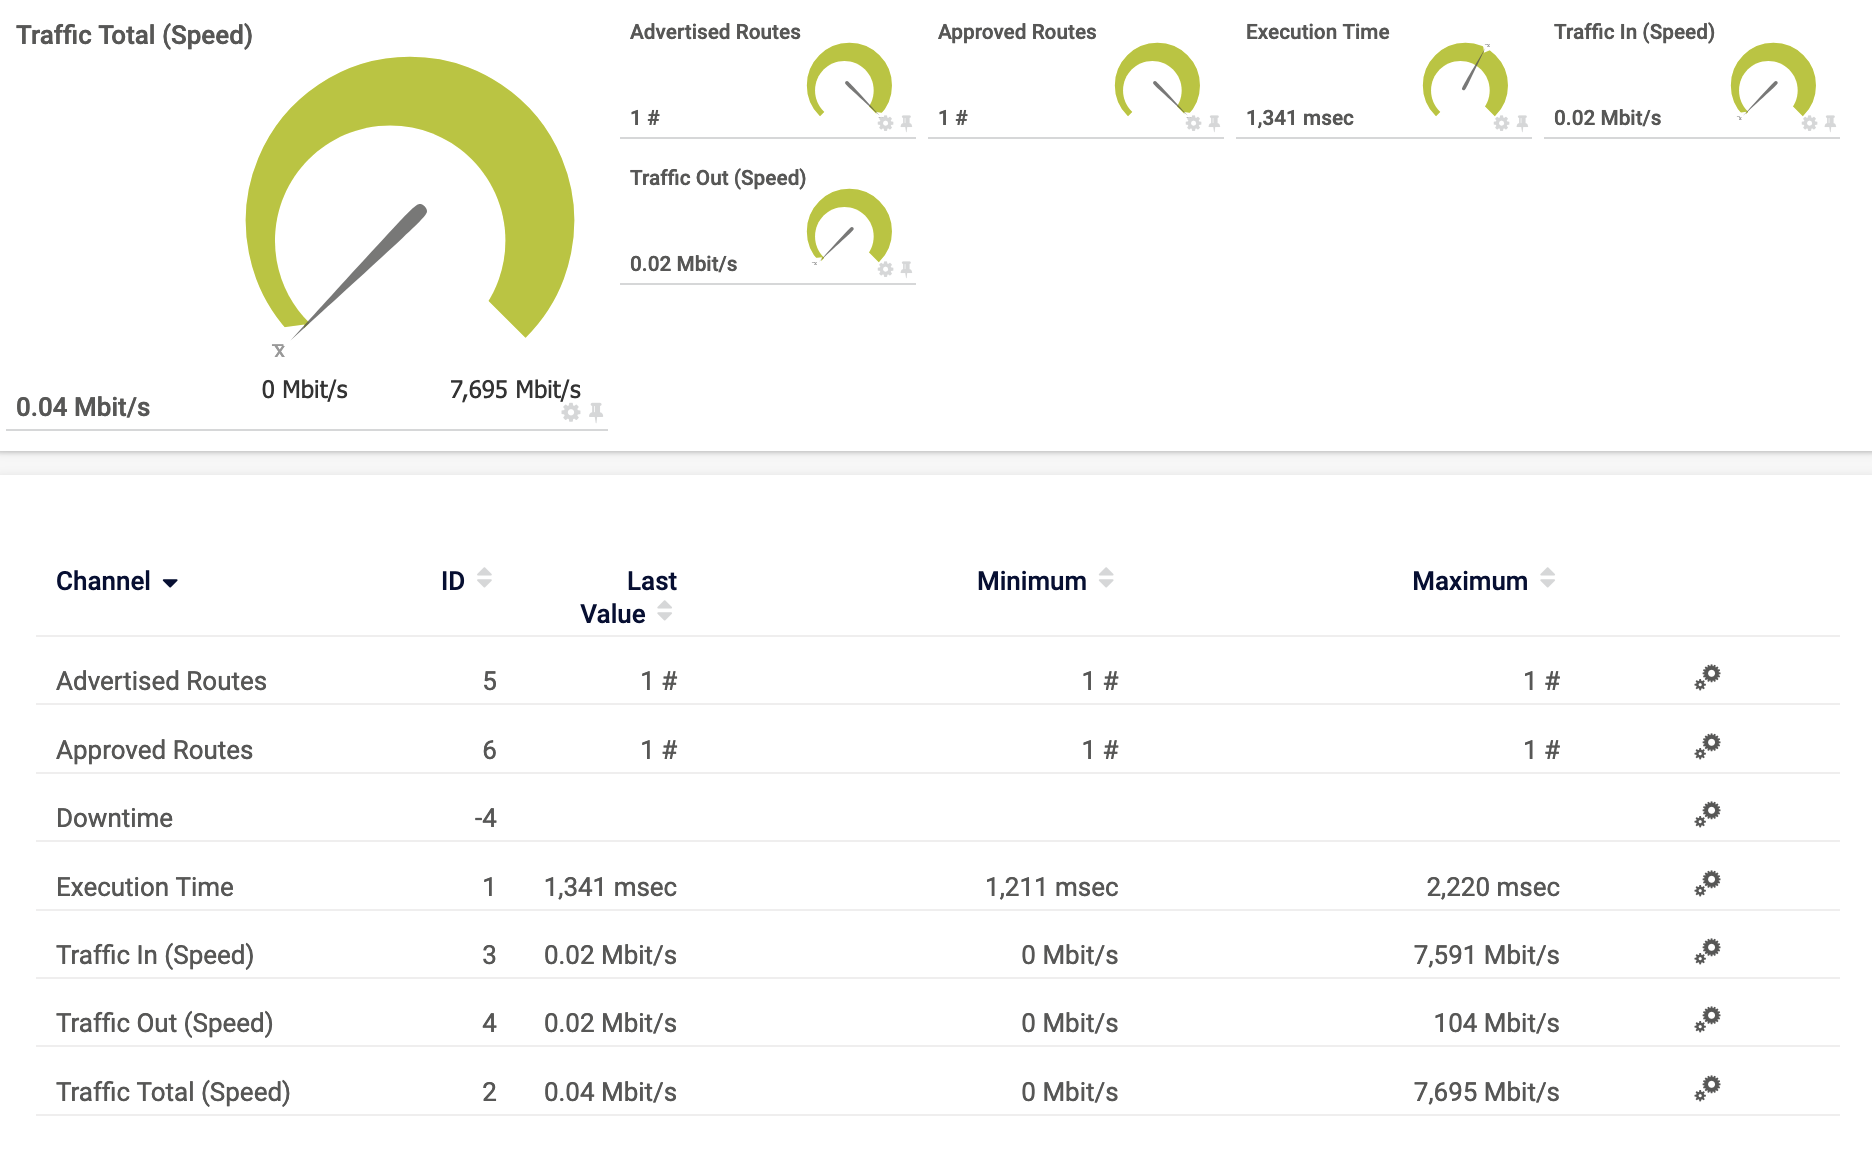 Traffic Total (Speed)
x̅
0 Mbit/s 7,695 Mbit/s
0.04 Mbit/s
Advertised Routes
1 #
Approved Routes
1 #
Execution Time
1,341 msec
Traffic In (Speed)
0.02 Mbit/s
Traffic Out (Speed)
0.02 Mbit/s
Channel ID Last Value Minimum Maximum
Advertised Routes 5 1 # 1 # 1 #
Approved Routes 6 1 # 1 # 1 #
Downtime -4
Execution Time 1 1,341 msec 1,211 msec 2,220 msec
Traffic In (Speed) 3 0.02 Mbit/s 0 Mbit/s 7,591 Mbit/s
Traffic Out (Speed) 4 0.02 Mbit/s 0 Mbit/s 104 Mbit/s
Traffic Total (Speed) 2 0.04 Mbit/s 0 Mbit/s 7,695 Mbit/s